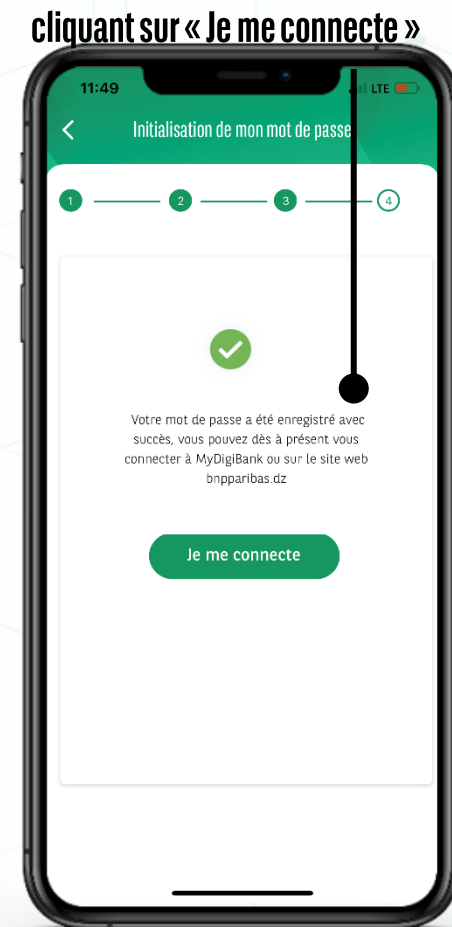 cliquant sur « Je me connecte »
11:49
LTE
Initialisation de mon mot de passe
1
2
3
4
Votre mot de passe a été enregistré avec
succès, vous pouvez dès à présent vous
connecter à MyDigiBank ou sur le site web
bnpparibas.dz
Je me connecte